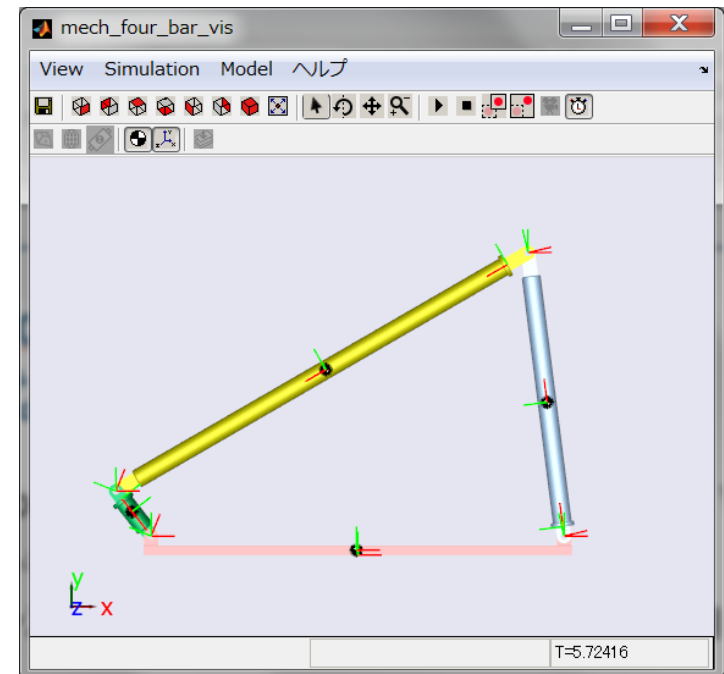 mech_four_bar_vis
View Simulation Model ヘルプ
y
z x
T=5.72416